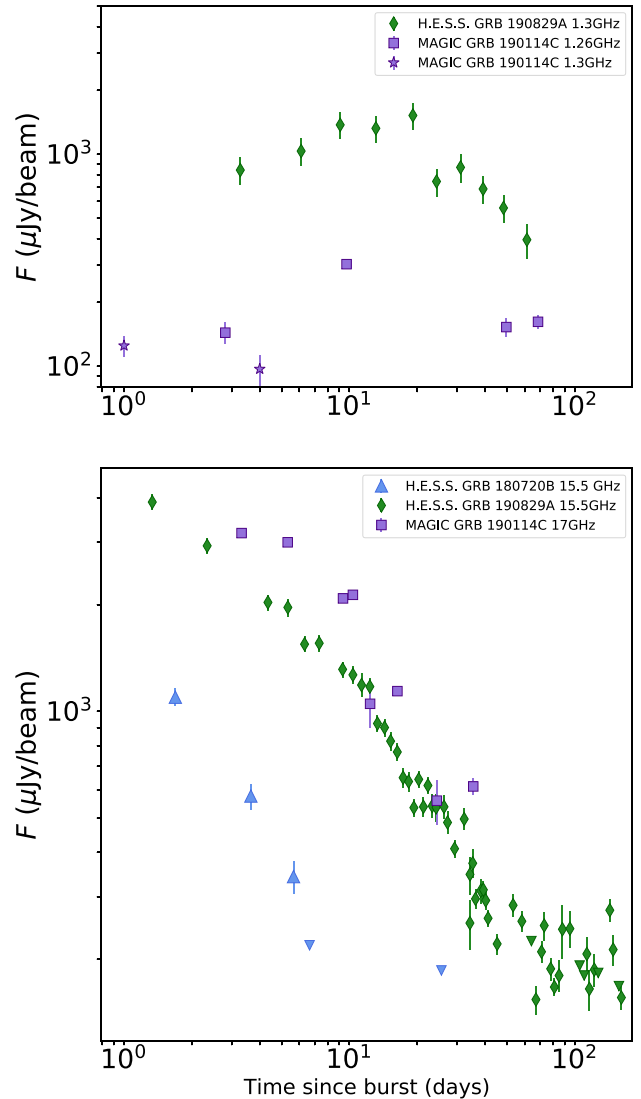 H.E.S.S. GRB 190829A 1.3GHz
MAGIC GRB 190114C 1.26GHz
MAGIC GRB 190114C 1.3GHz
10³
10²
F (μJy/beam)
10⁰ 10¹ 10²
H.E.S.S. GRB 180720B 15.5 GHz
H.E.S.S. GRB 190829A 15.5GHz
MAGIC GRB 190114C 17GHz
10³
F (μJy/beam)
10⁰ 10¹ 10²
Time since burst (days)